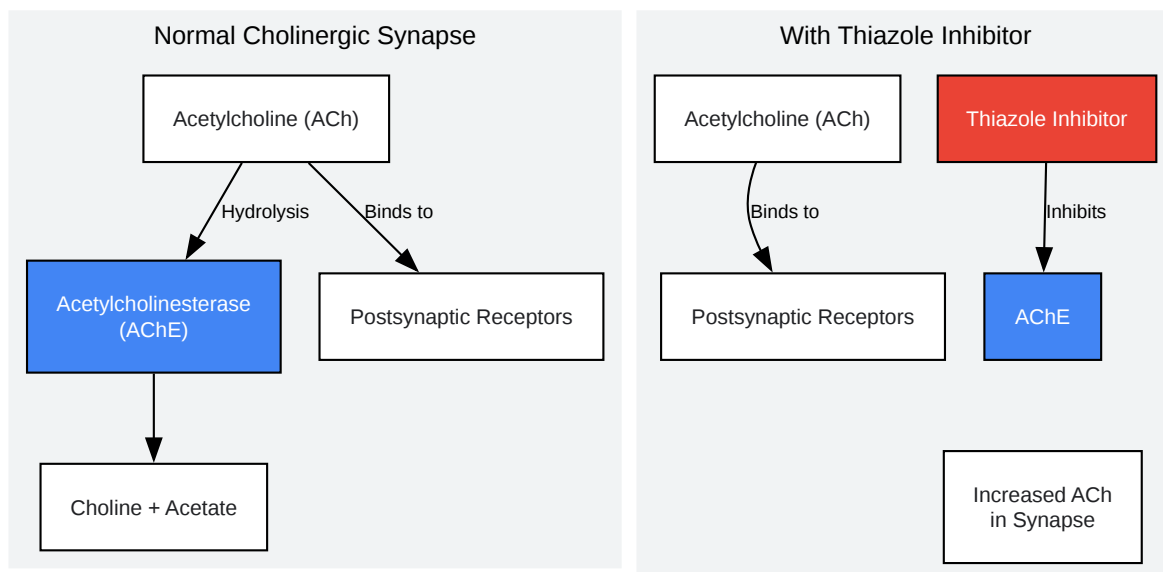 Normal Cholinergic Synapse
Acetylcholine (ACh)
Hydrolysis
Binds to
Acetylcholinesterase
(AChE)
Postsynaptic Receptors
Choline + Acetate
With Thiazole Inhibitor
Acetylcholine (ACh)
Thiazole Inhibitor
Binds to
Inhibits
Postsynaptic Receptors
AChE
Increased ACh
in Synapse